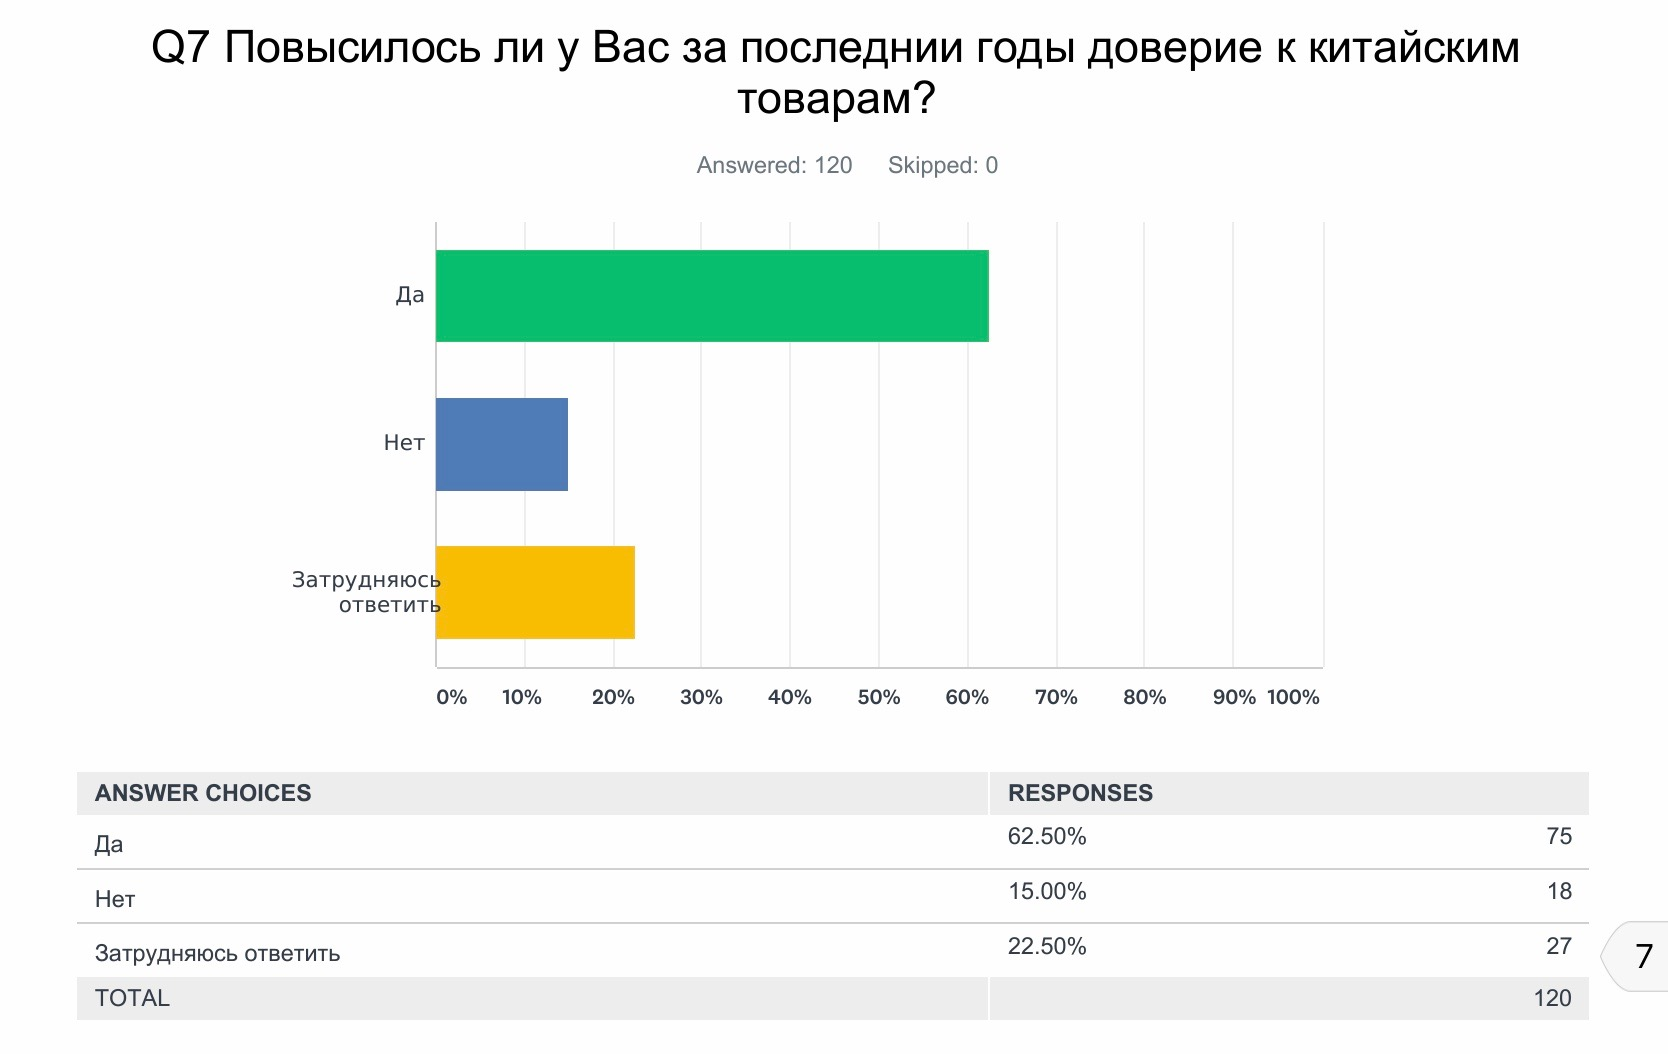 Q7 Повысилось ли у Вас за последнии годы доверие к китайским
товарам?
Answered: 120 Skipped: 0
Да
Нет
Затрудняюсь
ответить
0% 10% 20% 30% 40% 50% 60% 70% 80% 90% 100%
ANSWER CHOICES RESPONSES
Да 62.50% 75
Нет 15.00% 18
Затрудняюсь ответить 22.50% 27
TOTAL 120
7